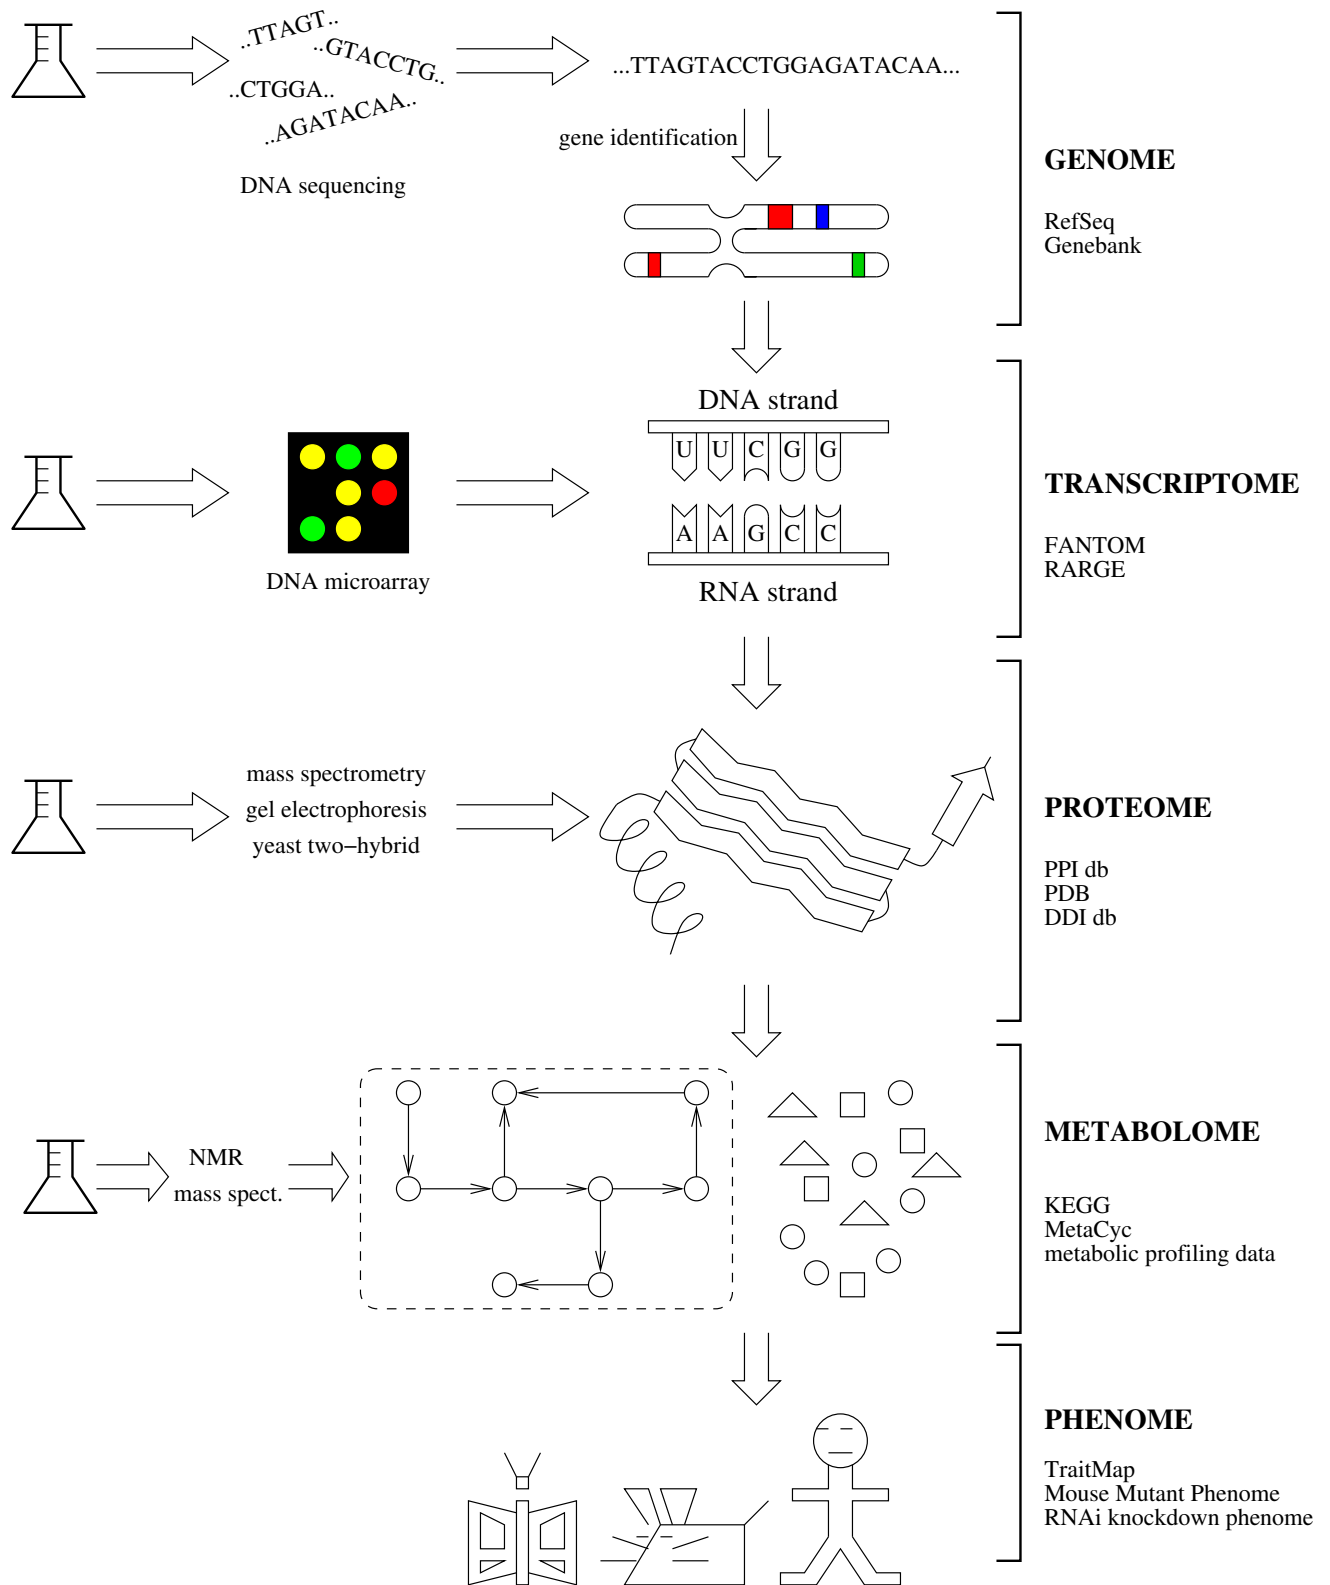 ..TTAGT..
..GTACCTG..
..CTGGA..
..AGATACAA..
DNA sequencing
...TTAGTACCTGGAGATACAA...
gene identification
GENOME
RefSeq
Genebank
DNA strand
U U C G G
A A G C C
RNA strand
DNA microarray
TRANSCRIPTOME
FANTOM
RARGE
mass spectrometry
gel electrophoresis
yeast two−hybrid
PROTEOME
PPI db
PDB
DDI db
NMR
mass spect.
METABOLOME
KEGG
MetaCyc
metabolic profiling data
PHENOME
TraitMap
Mouse Mutant Phenome
RNAi knockdown phenome